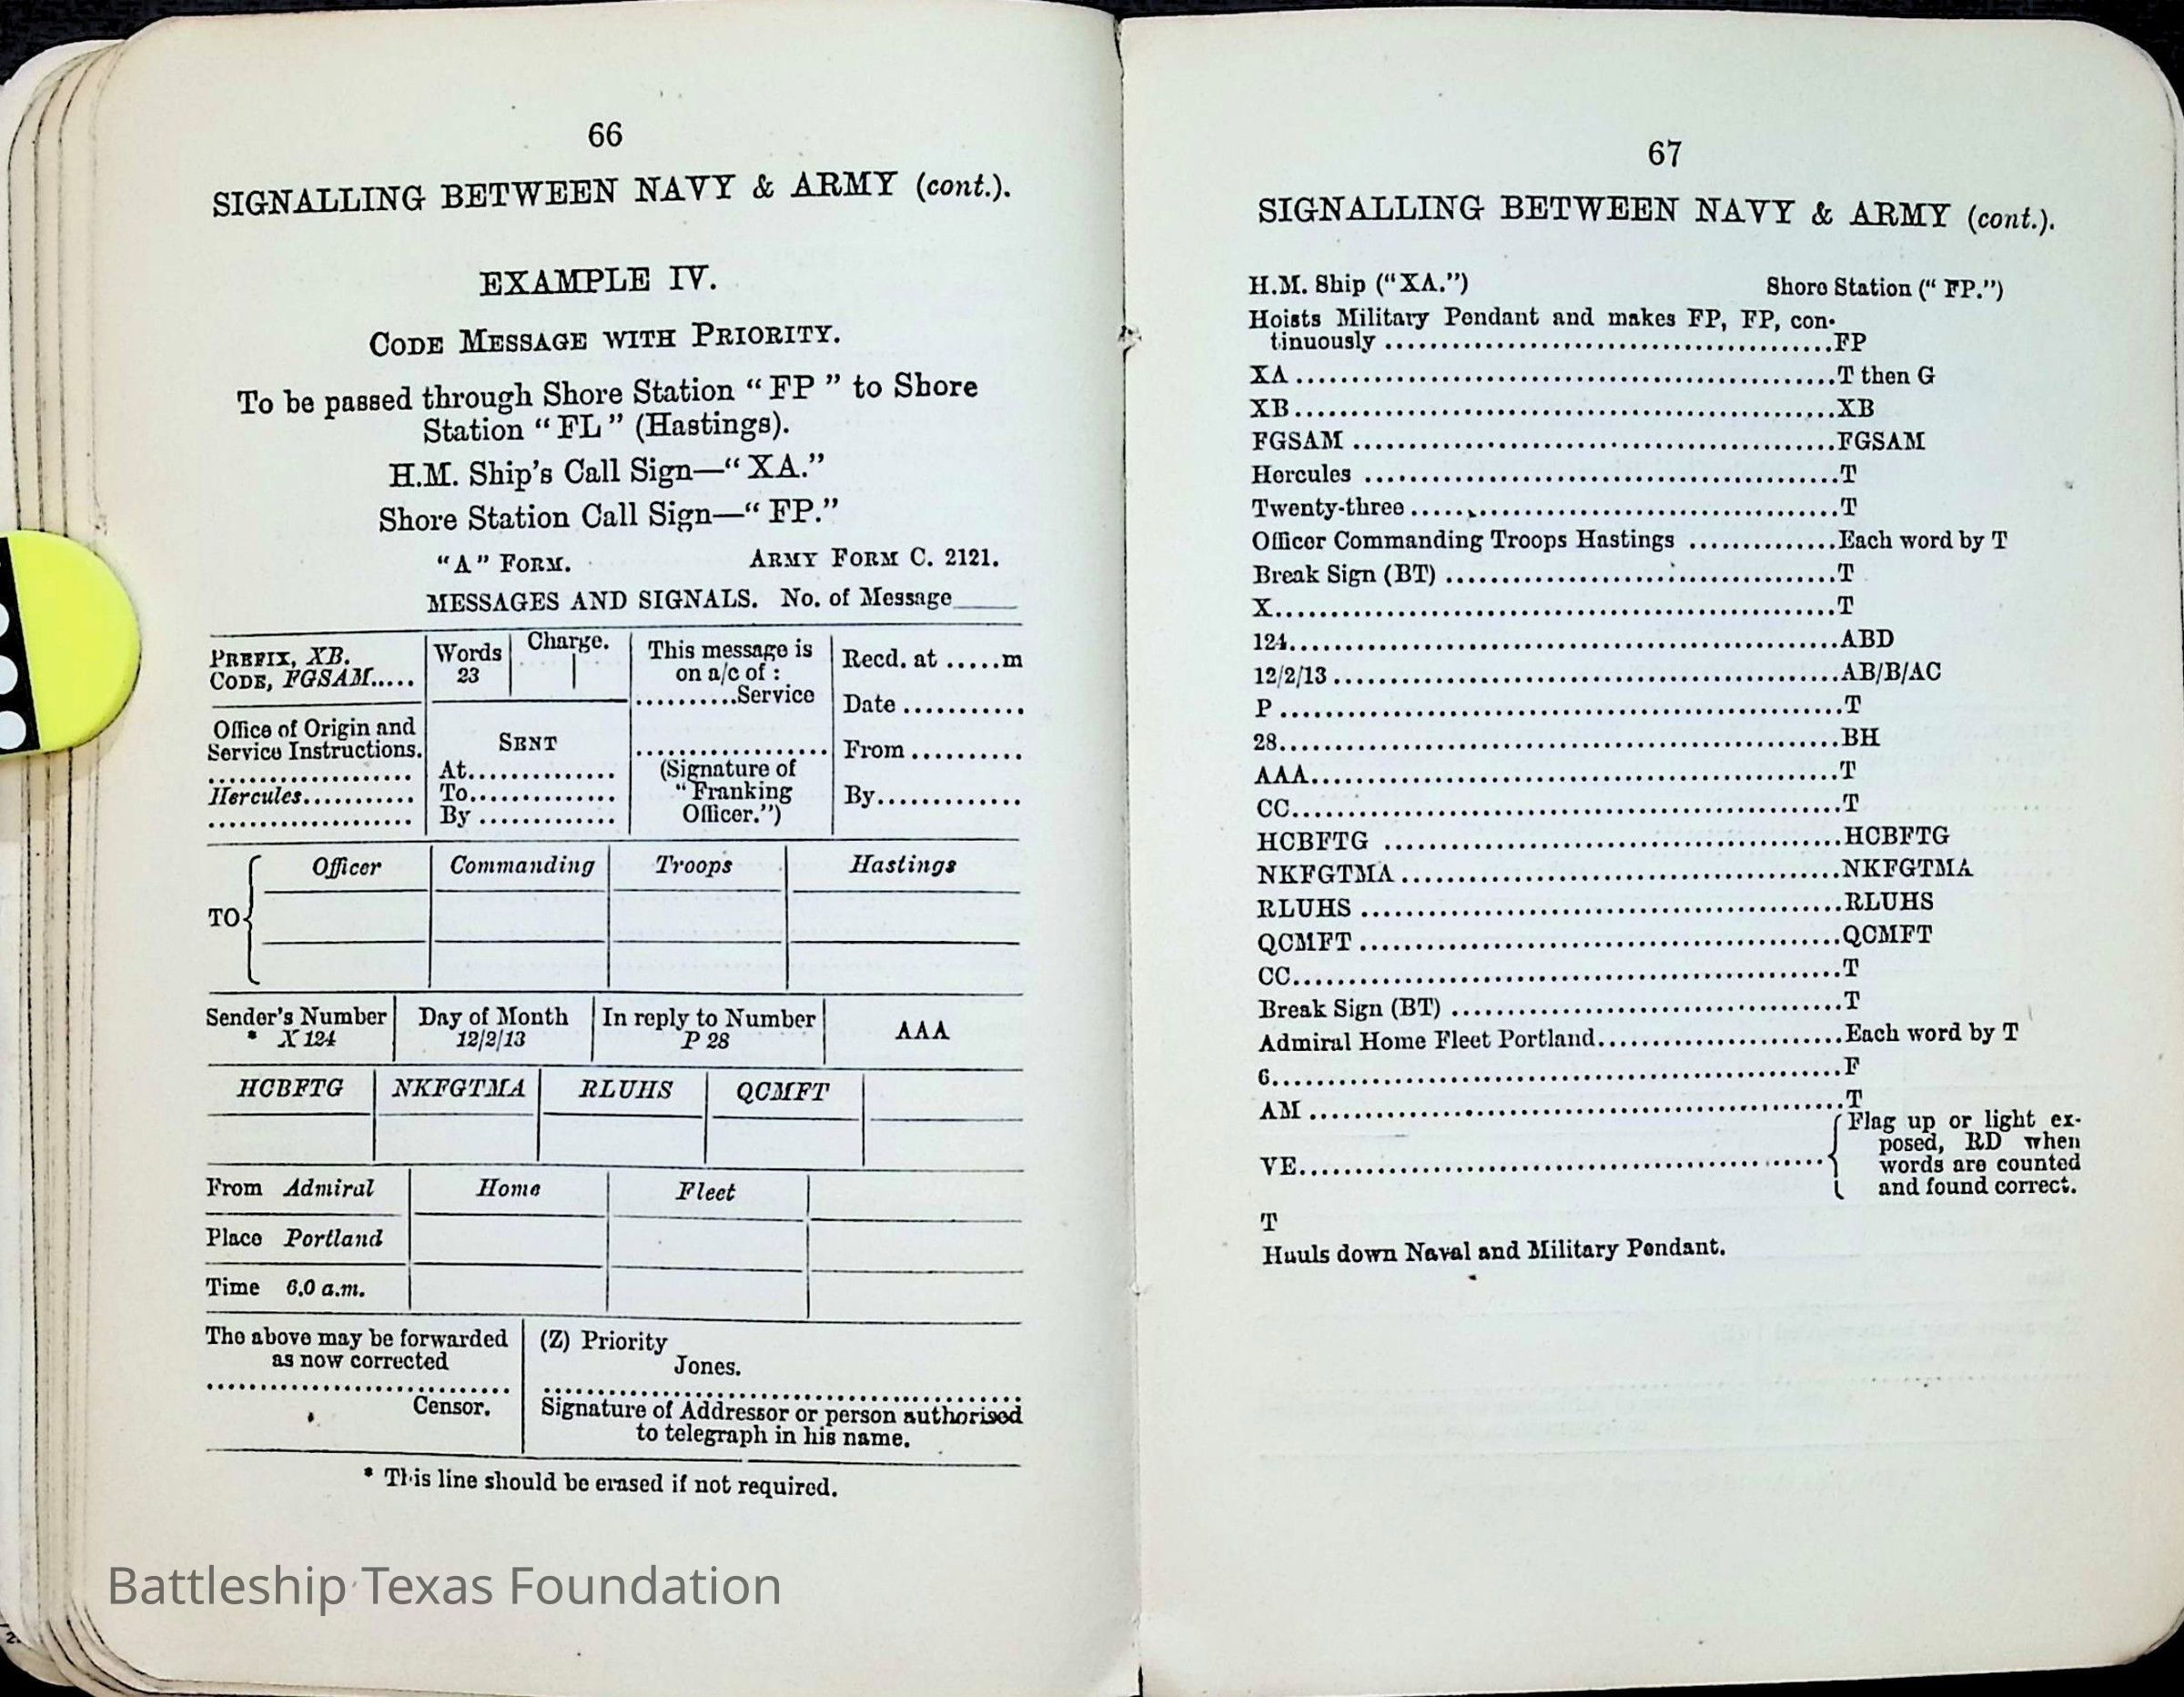 66
SIGNALLING BETWEEN NAVY & ARMY (cont.).
EXAMPLE IV.
CODE MESSAGE WITH PRIORITY.
To be passed through Shore Station “ FP ” to Shore
Station “ FL ” (Hastings).
H.M. Ship's Call Sign—“ XA.”
Shore Station Call Sign—“ FP.”
“A” FORM. ARMY FORM C. 2121.
MESSAGES AND SIGNALS. No. of Message____
PREFIX, XB.
CODE, FGSAM.....
Words
23
Charge.
This message is
on a/c of :
..........Service
Recd. at .....m
Date ...........
Office of Origin and
Service Instructions.
...................
Hercules...........
...................
SENT
At..............
To..............
By .............
..................
(Signature of
“Franking
Officer.”)
From...........
By.............
TO
Officer Commanding Troops Hastings
Sender's Number
* X 124
Day of Month
12/2/13
In reply to Number
P 28
AAA
HCBFTG NKFGTMA RLUHS QCMFT
From Admiral Home Fleet
Place Portland
Time 6.0 a.m.
The above may be forwarded
as now corrected
............................
Censor.
(Z) Priority
Jones.
............................................
Signature of Addressor or person authorised
to telegraph in his name.
* This line should be erased if not required.
67
SIGNALLING BETWEEN NAVY & ARMY (cont.).
H.M. Ship (“XA.”) Shore Station (“ FP.”)
Hoists Military Pendant and makes FP, FP, con-
tinuously ..........FP
XA..........T then G
XB..........XB
FGSAM ..........FGSAM
Hercules ..........T
Twenty-three..........T
Officer Commanding Troops Hastings ..........Each word by T
Break Sign (BT) ..........T
X..........T
124..........ABD
12/2/13..........AB/B/AC
P ..........T
28..........BH
AAA..........T
CC..........T
HCBFTG ..........HCBFTG
NKFGTMA..........NKFGTMA
RLUHS ..........RLUHS
QCMFT..........QCMFT
CC..........T
Break Sign (BT) ..........T
Admiral Home Fleet Portland..........Each word by T
6..........F
AM ..........T
VE..........
Flag up or light ex-
posed, RD when
words are counted
and found correct.
T
Hauls down Naval and Military Pendant.
Battleship Texas Foundation